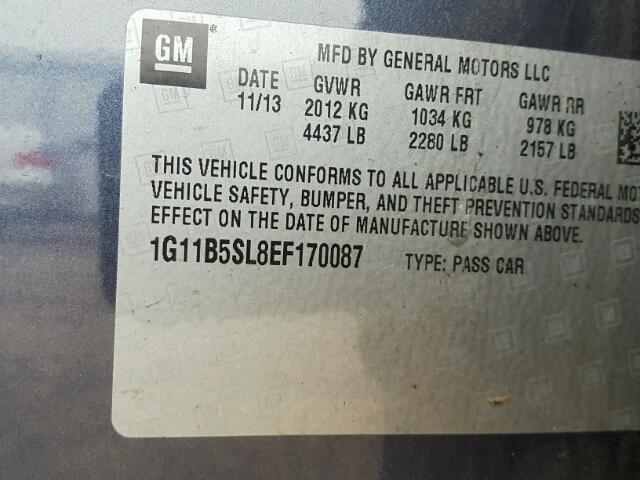 GM
MFD BY GENERAL MOTORS LLC
DATE GVWR GAWR FRT GAWR RR
11/13 2012 KG 1034 KG 978 KG
4437 LB 2280 LB 2157 LB
THIS VEHICLE CONFORMS TO ALL APPLICABLE U.S. FEDERAL MOT
VEHICLE SAFETY, BUMPER, AND THEFT PREVENTION STANDARDS
EFFECT ON THE DATE OF MANUFACTURE SHOWN ABOVE.
1G11B5SL8EF170087 TYPE: PASS CAR